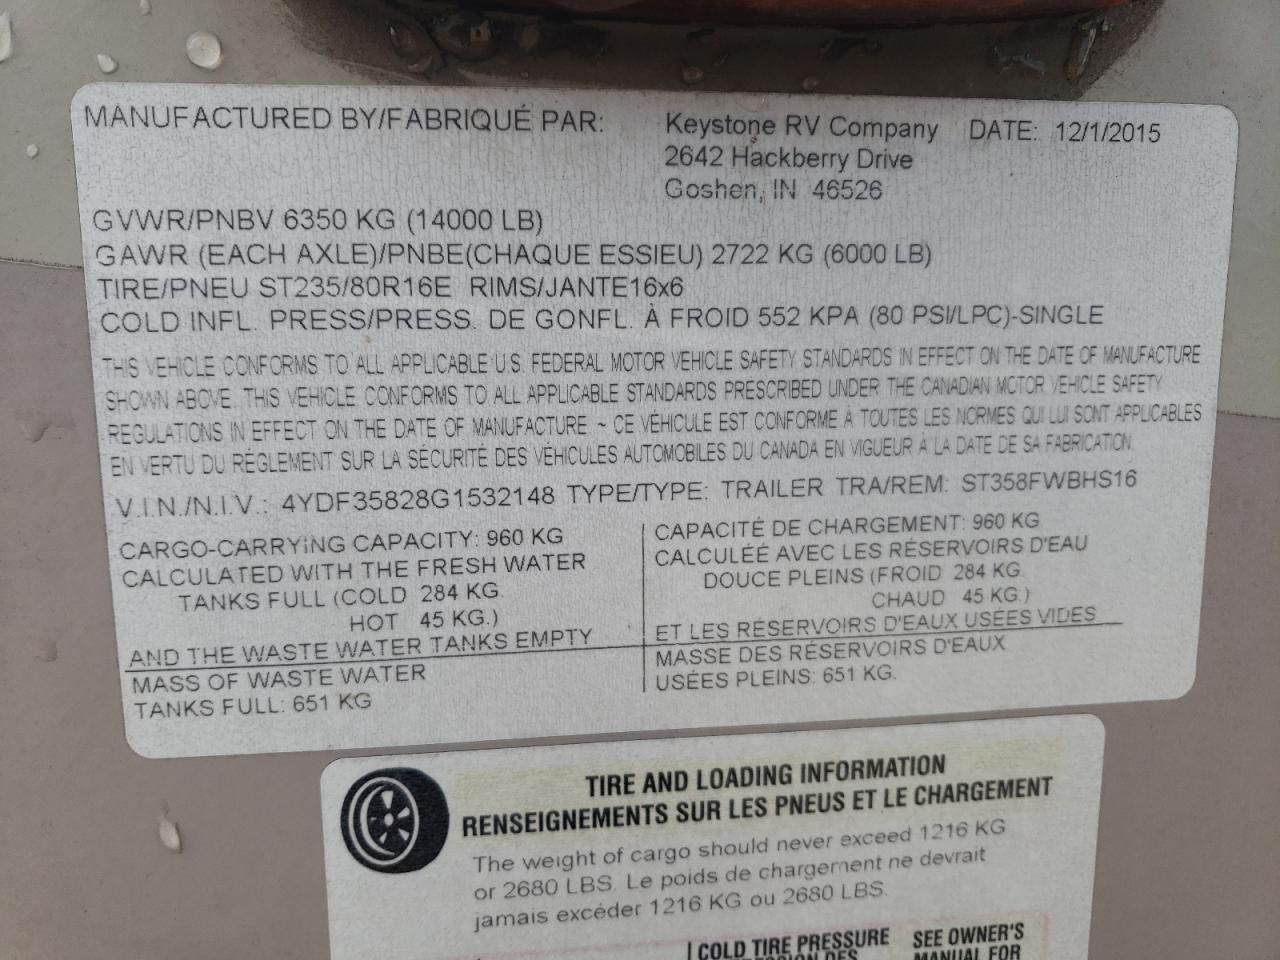 MANUFACTURED BY/FABRIQUÉ PAR: Keystone RV Company DATE: 12/1/2015
2642 Hackberry Drive
Goshen, IN 46526
GVWR/PNBV 6350 KG (14000 LB)
GAWR (EACH AXLE)/PNBE(CHAQUE ESSIEU) 2722 KG (6000 LB)
TIRE/PNEU ST235/80R16E RIMS/JANTE16x6
COLD INFL. PRESS/PRESS. DE GONFL. À FROID 552 KPA (80 PSI/LPC)-SINGLE
THIS VEHICLE CONFORMS TO ALL APPLICABLE U.S. FEDERAL MOTOR VEHICLE SAFETY STANDARDS IN EFFECT ON THE DATE OF MANUFACTURE
SHOWN ABOVE. THIS VEHICLE CONFORMS TO ALL APPLICABLE STANDARDS PRESCRIBED UNDER THE CANADIAN MOTOR VEHICLE SAFETY
REGULATIONS IN EFFECT ON THE DATE OF MANUFACTURE ~ CE VÉHICULE EST CONFORME À TOUTES LES NORMES QUI LUI SONT APPLICABLES
EN VERTU DU RÉGLEMENT SUR LA SÉCURITÉ DES VÉHICULES AUTOMOBILES DU CANADA EN VIGUEUR À LA DATE DE SA FABRICATION.
V.I.N./N.I.V.: 4YDF35828G1532148 TYPE/TYPE: TRAILER TRA/REM: ST358FWBHS16
CARGO-CARRYING CAPACITY: 960 KG
CALCULATED WITH THE FRESH WATER
TANKS FULL (COLD 284 KG.
HOT 45 KG.)
AND THE WASTE WATER TANKS EMPTY
MASS OF WASTE WATER
TANKS FULL: 651 KG
CAPACITÉ DE CHARGEMENT: 960 KG
CALCULÉÉ AVEC LES RÉSERVOIRS D'EAU
DOUCE PLEINS (FROID 284 KG.
CHAUD 45 KG.)
ET LES RÉSERVOIRS D'EAUX USÉES VIDES
MASSE DES RÉSERVOIRS D'EAUX
USÉES PLEINS: 651 KG.
TIRE AND LOADING INFORMATION
RENSEIGNEMENTS SUR LES PNEUS ET LE CHARGEMENT
The weight of cargo should never exceed 1216 KG
or 2680 LBS. Le poids de chargement ne devrait
jamais excéder 1216 KG ou 2680 LBS.
COLD TIRE PRESSURE
SEE OWNER'S
MANUAL FOR